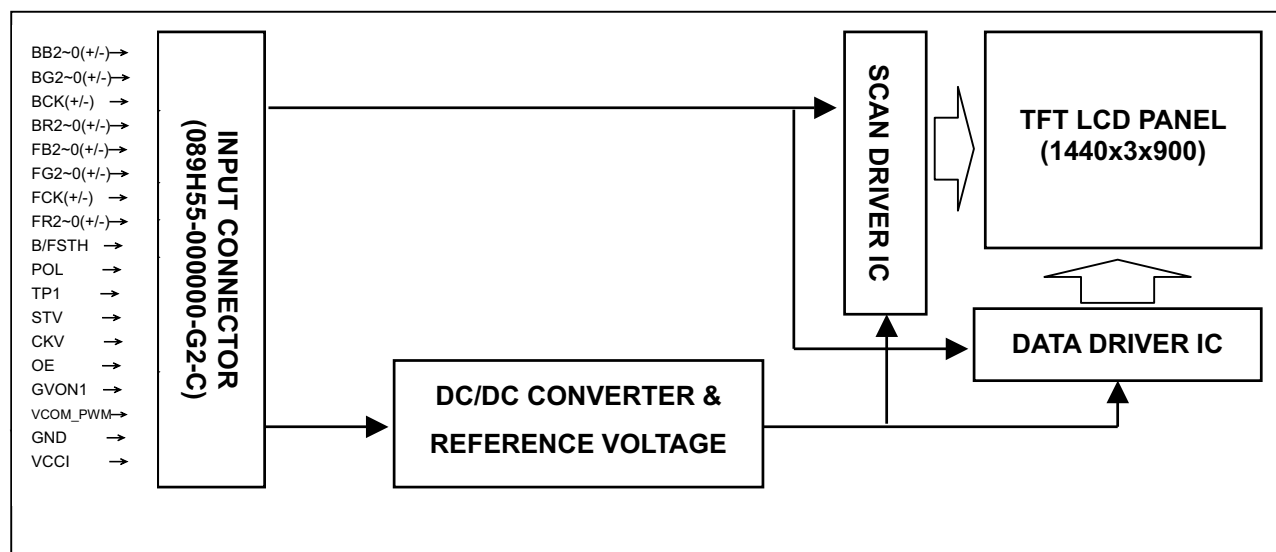 BB2~0(+/-)→
BG2~0(+/-)→
BCK(+/-) →
BR2~0(+/-)→
FB2~0(+/-)→
FG2~0(+/-)→
FCK(+/-) →
FR2~0(+/-)→
B/FSTH →
POL →
TP1 →
STV →
CKV →
OE →
GVON1 →
VCOM_PWM→
GND →
VCCI →
INPUT CONNECTOR
(089H55-000000-G2-C)
DC/DC CONVERTER &
REFERENCE VOLTAGE
SCAN DRIVER IC
TFT LCD PANEL
(1440x3x900)
DATA DRIVER IC